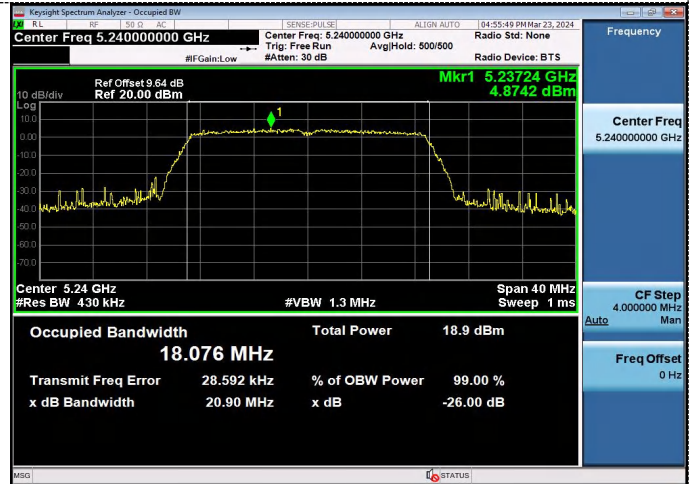 Keysight Spectrum Analyzer - Occupied BW
RL RF 50 Ω AC SENSE:PULSE ALIGN AUTO 04:55:49 PM Mar 23, 2024
Center Freq 5.240000000 GHz
Center Freq: 5.240000000 GHz
Radio Std: None
Trig: Free Run Avg|Hold: 500/500
#IFGain:Low
#Atten: 30 dB
Radio Device: BTS
Frequency
Ref Offset 9.64 dB
Mkr1 5.23724 GHz
10 dB/div Ref 20.00 dBm
4.8742 dBm
Log
10.0
1
0.00
-10.0
-20.0
-30.0
-40.0
-50.0
-60.0
-70.0
Center 5.24 GHz
Span 40 MHz
#Res BW 430 kHz
#VBW 1.3 MHz
Sweep 1 ms
Center Freq
5.240000000 GHz
CF Step
4.000000 MHz
Auto Man
Freq Offset
0 Hz
Occupied Bandwidth
Total Power 18.9 dBm
18.076 MHz
Transmit Freq Error 28.592 kHz
% of OBW Power 99.00 %
x dB Bandwidth 20.90 MHz
x dB -26.00 dB
MSG
STATUS